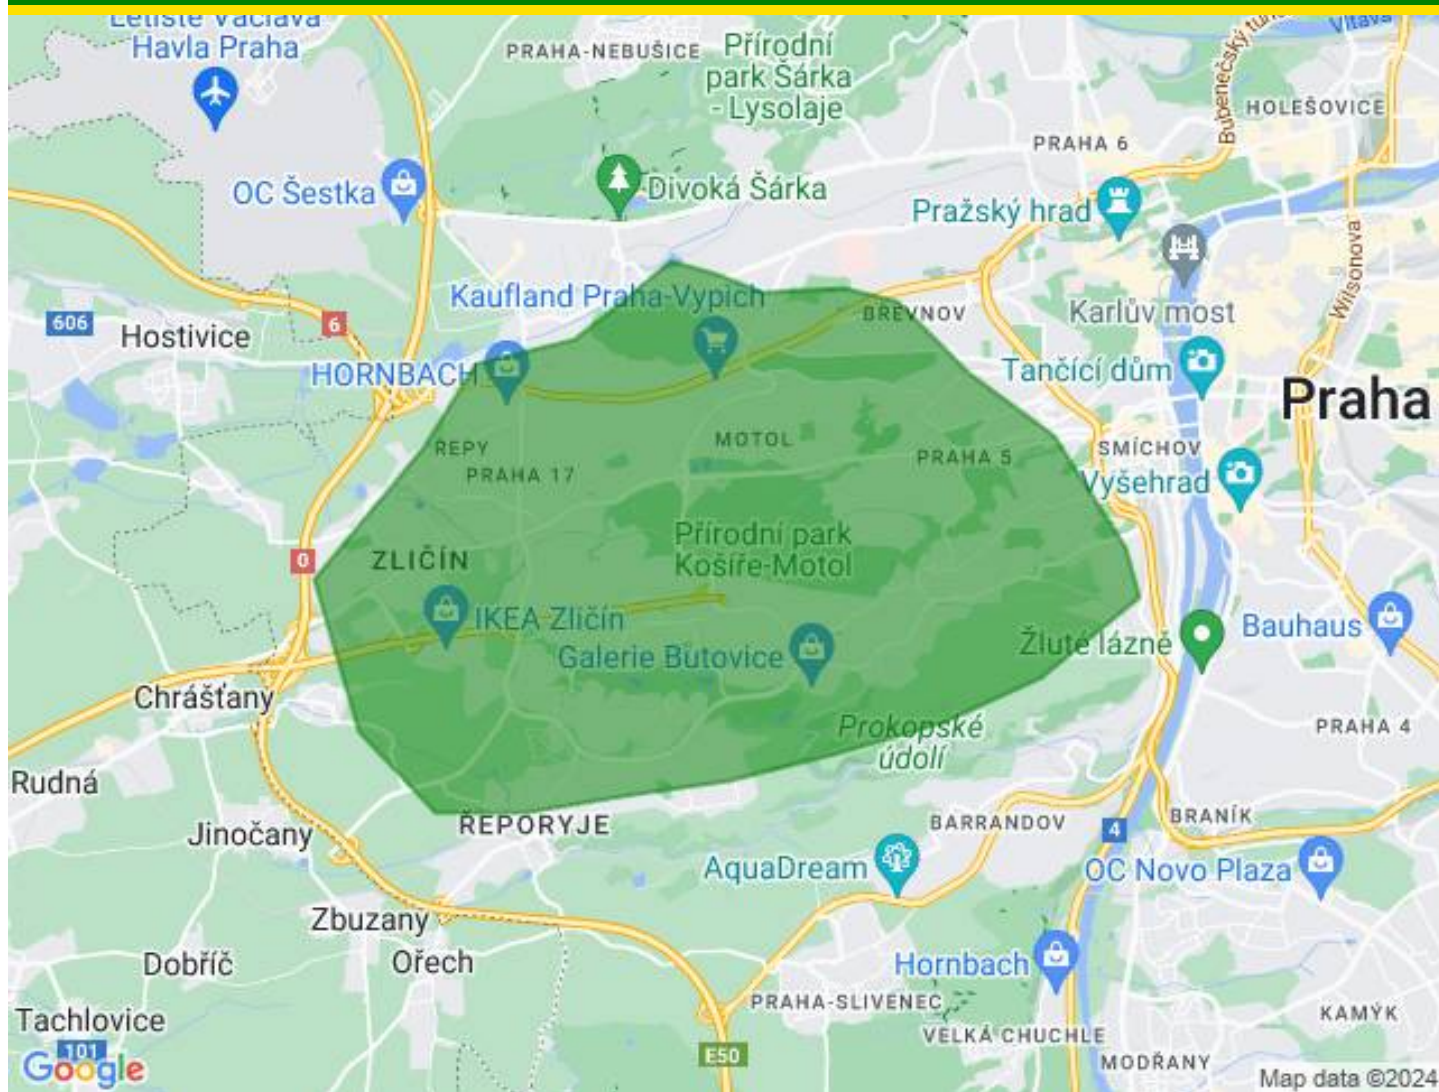 Letiště Václava
Havla Praha
PRAHA-NEBUŠICE
Přírodní
park Šárka
- Lysolaje
Bubenečský tun
Vltava
HOLEŠOVICE
PRAHA 6
OC Šestka
Divoká Šárka
Pražský hrad
Wilsonova
606
Hostivice
6
Kaufland Praha-Vypich
BŘEVNOV
Karlův most
HORNBACH
Tančící dům
Praha
ŘEPY
PRAHA 17
MOTOL
PRAHA 5
SMÍCHOV
Vyšehrad
0
ZLIČÍN
Přírodní park
Košíře-Motol
IKEA Zličín
Galerie Butovice
Žluté lázně
Bauhaus
Chrášťany
Prokopské
údolí
PRAHA 4
Rudná
Jinočany
ŘEPORYJE
BARRANDOV
4
BRANÍK
AquaDream
OC Novo Plaza
Zbuzany
Dobříč
Ořech
Hornbach
PRAHA-SLIVENEC
KAMÝK
Tachlovice
VELKÁ CHUCHLE
101
E50
MODŘANY
Google
Map data ©2024